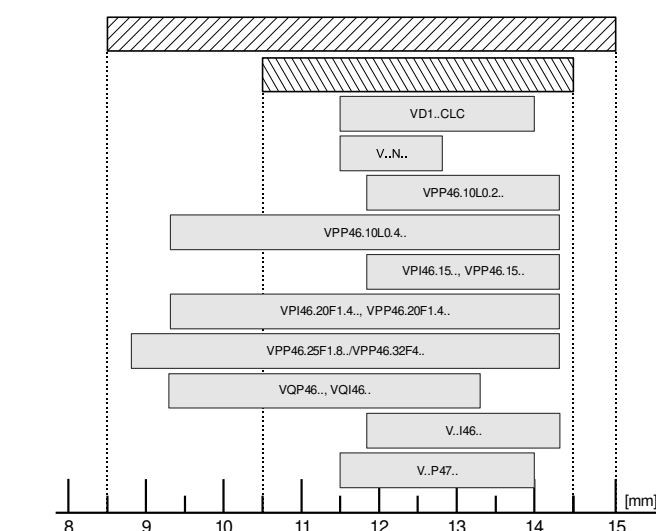 VD1..CLC
V..N..
VPP46.10L0.2..
VPP46.10L0.4..
VPI46.15.., VPP46.15..
VPI46.20F1.4.., VPP46.20F1.4..
VPP46.25F1.8../VPP46.32F4..
VQP46.., VQI46..
V..I46..
V..P47..
[mm]
8 9 10 11 12 13 14 15